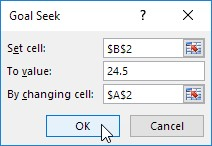 Goal Seek ? ×
Set cell: $B$2
To value: 24.5
By changing cell: $A$2
OK Cancel